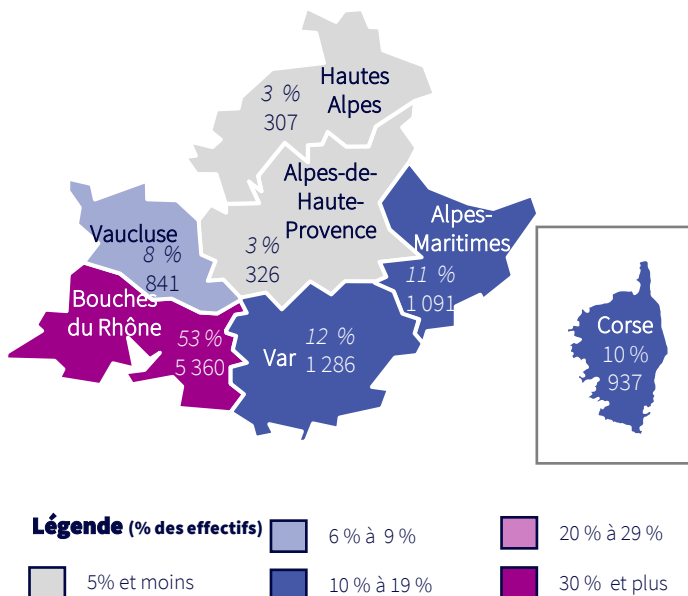 Hautes
Alpes
3 %
307
Alpes-de-
Haute-
Provence
3 %
326
Alpes-
Maritimes
11 %
1 091
Vaucluse
8 %
841
Bouches
du Rhône
53 %
5 360
Var
12 %
1 286
Corse
10 %
937
Légende (% des effectifs)
5% et moins
6 % à 9 %
10 % à 19 %
20 % à 29 %
30 % et plus